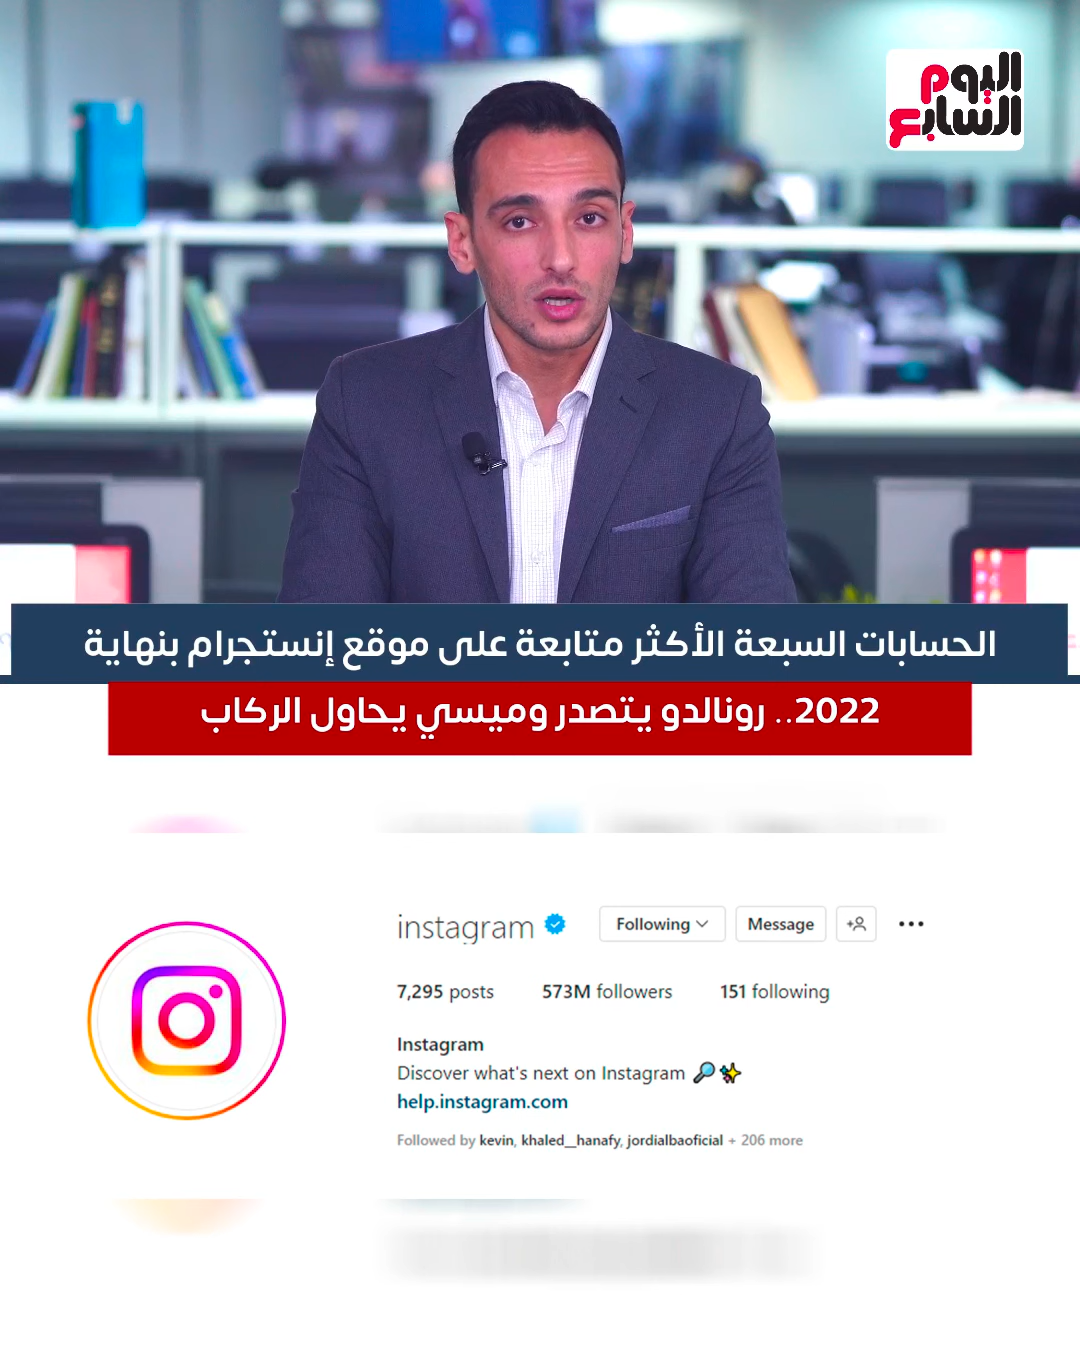 اليوم
السابع
الحسابات السبعة الأكثر متابعة على موقع إنستجرام بنهاية
2022.. رونالدو يتصدر وميسي يحاول الركاب
instagram Following Message
7,295 posts 573M followers 151 following
Instagram
Discover what's next on Instagram 🔎✨
help.instagram.com
Followed by kevin, khaled__hanafy, jordialbaoficial + 206 more